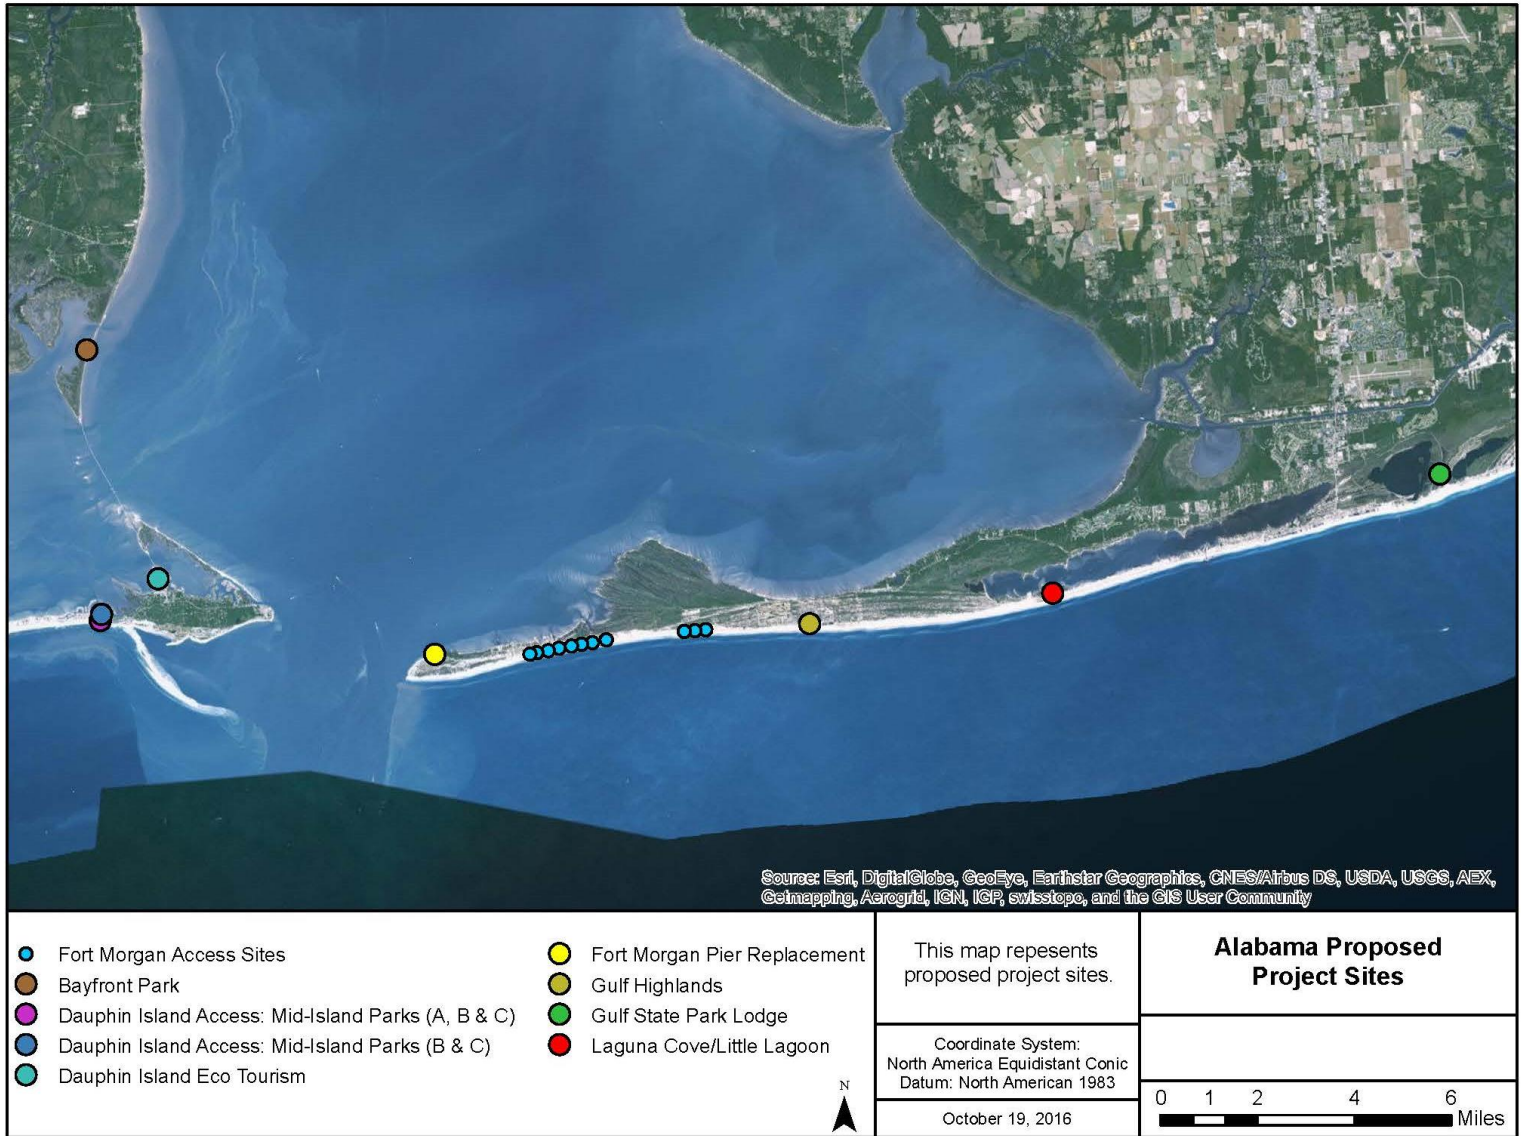 Source: Esri, DigitalGlobe, GeoEye, Earthstar Geographics, CNES/Airbus DS, USDA, USGS, AEX,
Getmapping, Aerogrid, IGN, IGP, swisstopo, and the GIS User Community
Fort Morgan Access Sites
Bayfront Park
Dauphin Island Access: Mid-Island Parks (A, B & C)
Dauphin Island Access: Mid-Island Parks (B & C)
Dauphin Island Eco Tourism
Fort Morgan Pier Replacement
Gulf Highlands
Gulf State Park Lodge
Laguna Cove/Little Lagoon
N
This map repesents
proposed project sites.
Coordinate System:
North America Equidistant Conic
Datum: North American 1983
October 19, 2016
Alabama Proposed
Project Sites
0 1 2 4 6
Miles